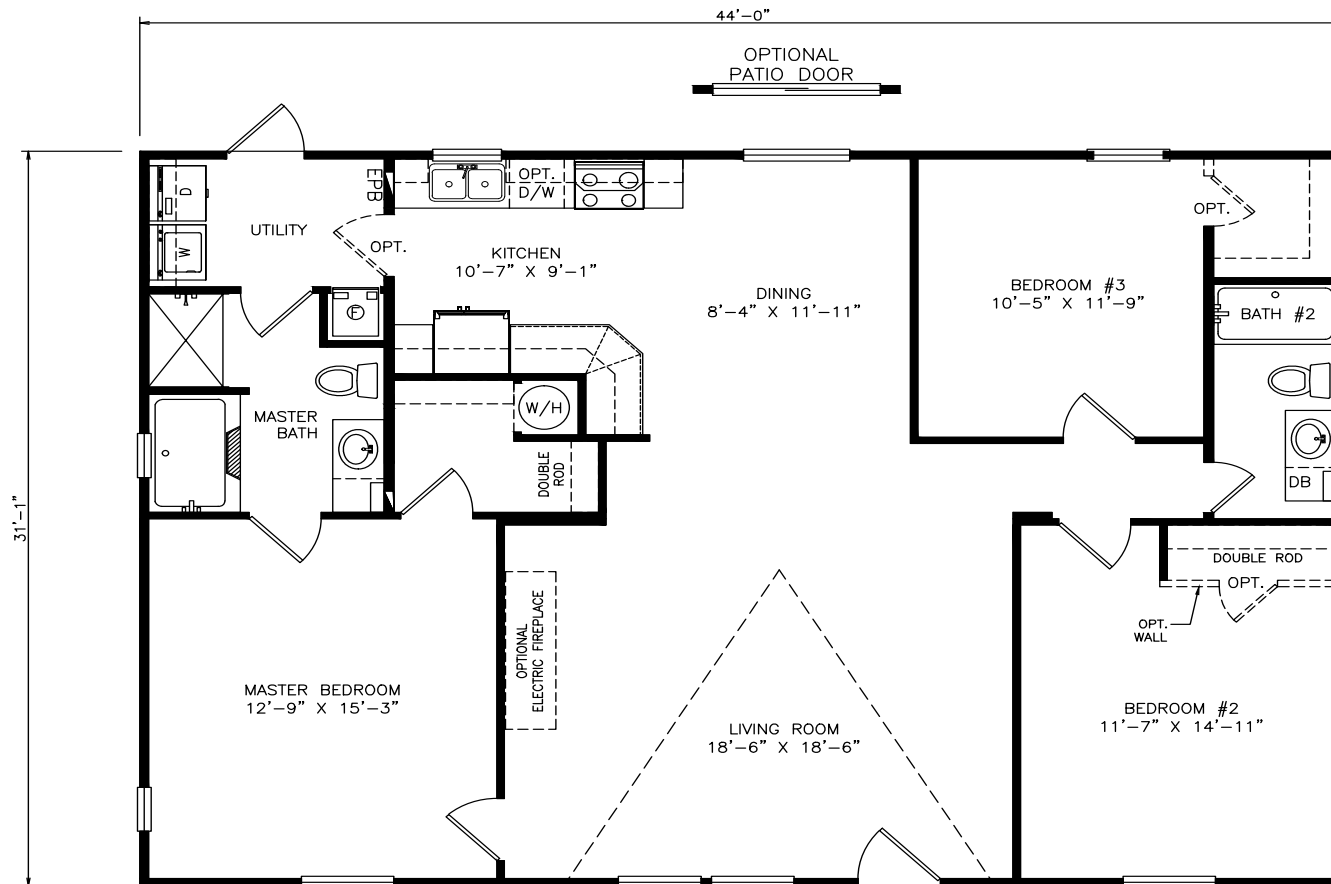 44'-0"
OPTIONAL
PATIO DOOR
D
W
UTILITY
EPB
OPT.
OPT.
D/W
KITCHEN
10'-7" X 9'-1"
DINING
8'-4" X 11'-11"
BEDROOM #3
10'-5" X 11'-9"
OPT.
BATH #2
F
MASTER
BATH
W/H
DOUBLE
ROD
DB
31'-1"
DOUBLE ROD
OPT.
OPT.
WALL
OPTIONAL
ELECTRIC FIREPLACE
MASTER BEDROOM
12'-9" X 15'-3"
LIVING ROOM
18'-6" X 18'-6"
BEDROOM #2
11'-7" X 14'-11"